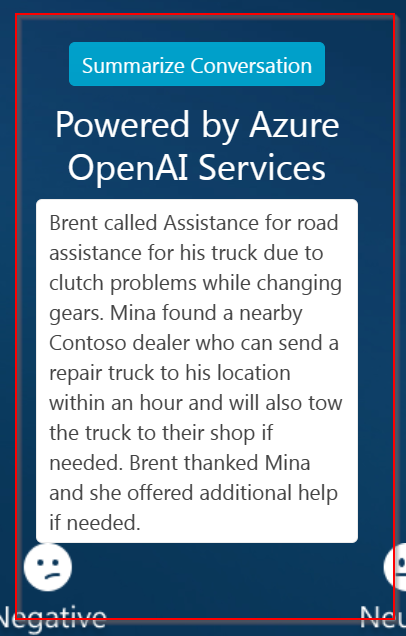 Summarize Conversation
Powered by Azure
OpenAI Services
Brent called Assistance for road
assistance for his truck due to
clutch problems while changing
gears. Mina found a nearby
Contoso dealer who can send a
repair truck to his location
within an hour and will also tow
the truck to their shop if
needed. Brent thanked Mina
and she offered additional help
if needed.
Negative